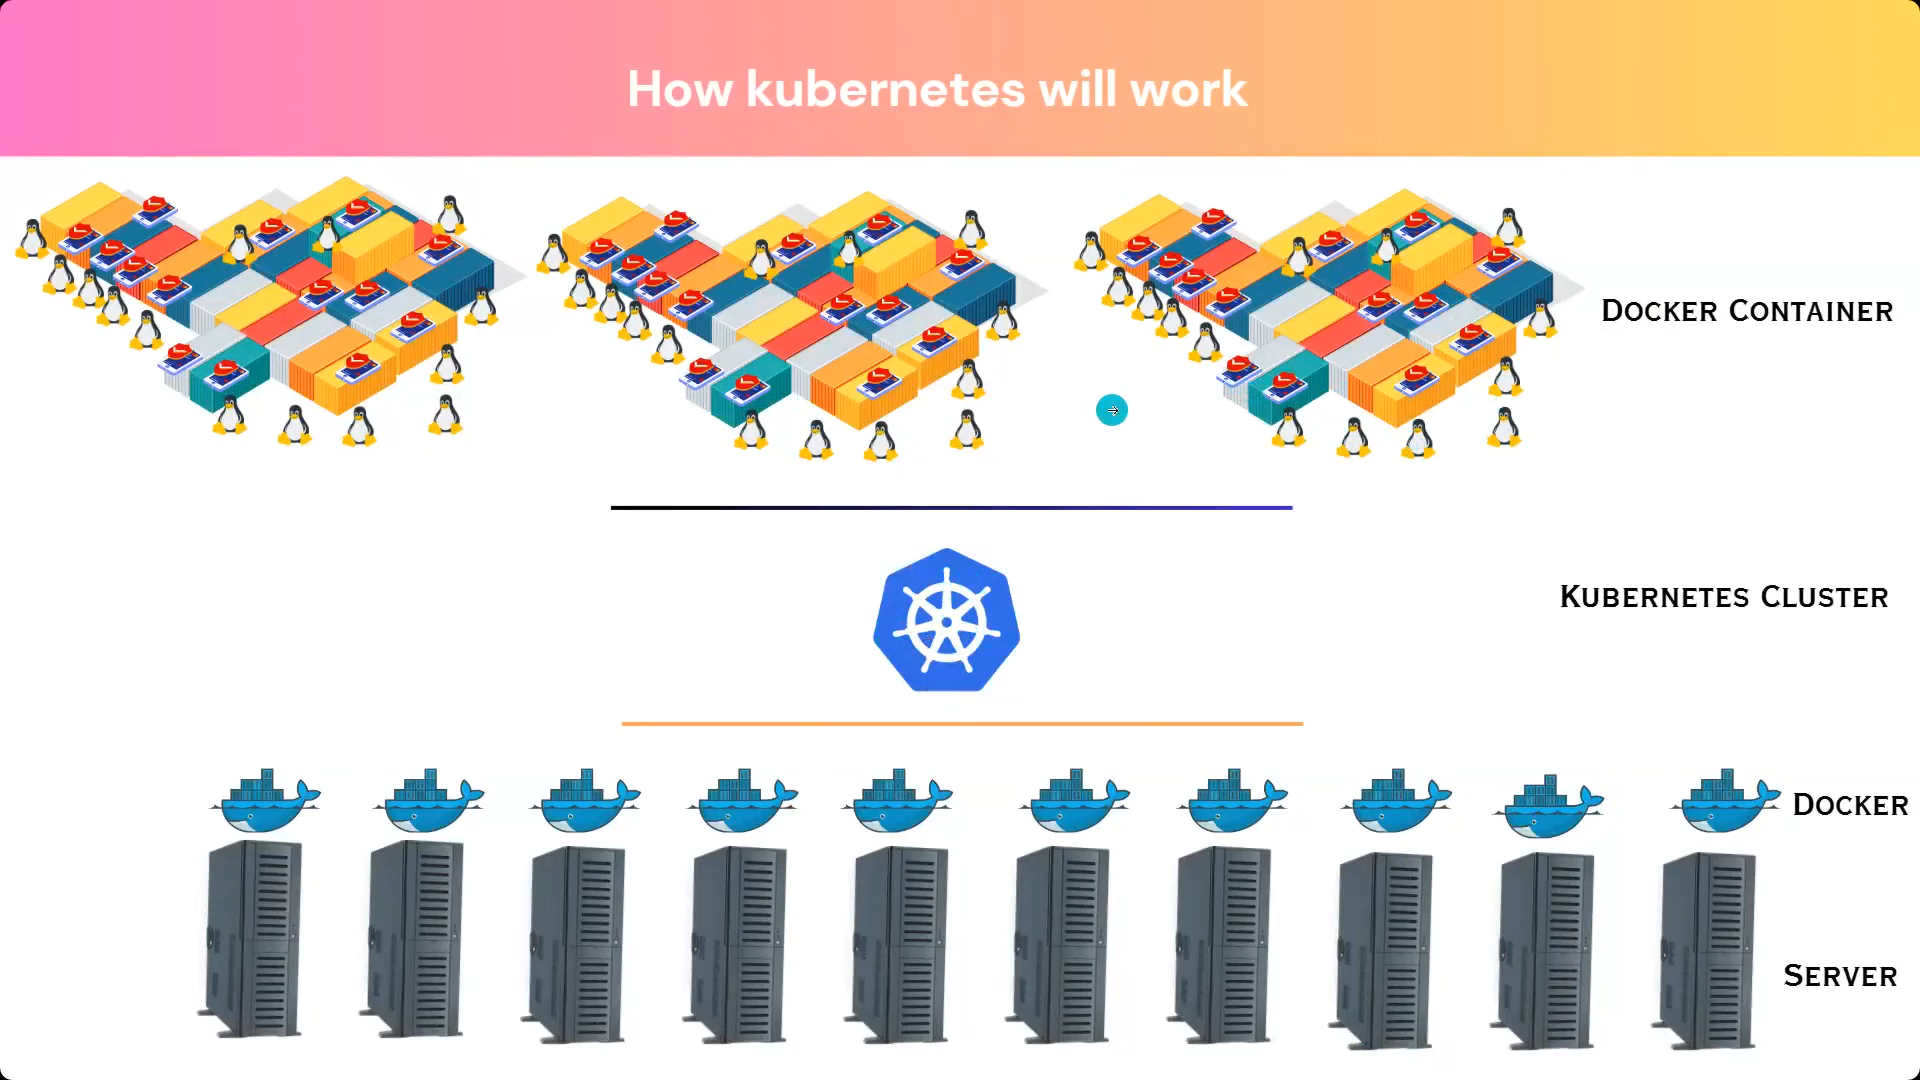 How kubernetes will work
Docker Container
Kubernetes Cluster
Docker
Server